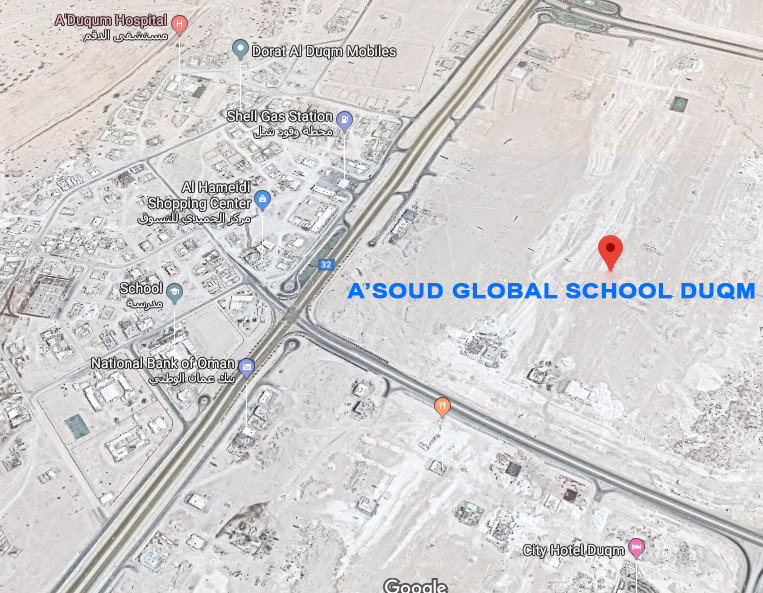 A'Duqum Hospital
مستشفى الدقم
Dorat Al Duqm Mobiles
Shell Gas Station
محطة وقود شل
Al Hameidi
Shopping Center
مركز الحميدي للتسوق
32
A'SOUD GLOBAL SCHOOL DUQM
School
مدرسة
National Bank of Oman
بنك عمان الوطني
City Hotel Duqm
Google